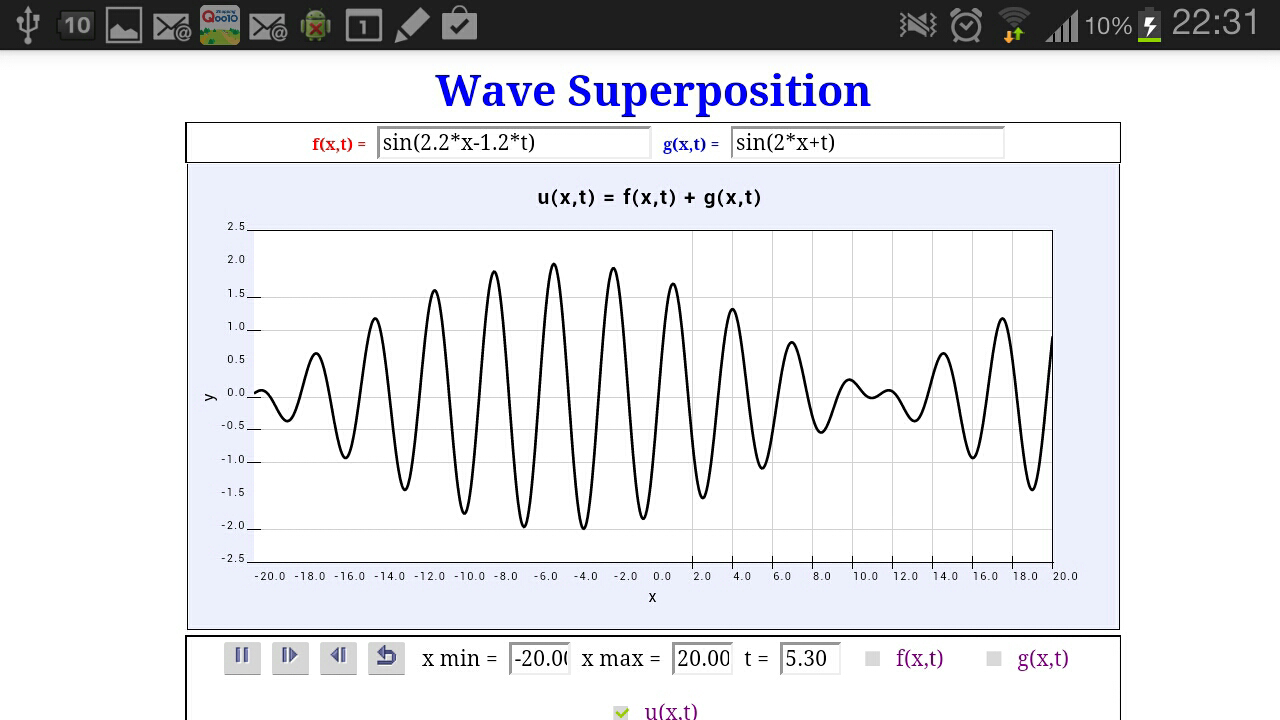 10 Qoo10 1 10% 22:31
Wave Superposition
f(x,t) = sin(2.2*x-1.2*t) g(x,t) = sin(2*x+t)
u(x,t) = f(x,t) + g(x,t)
2.5
2.0
1.5
1.0
0.5
0.0
y
-0.5
-1.0
-1.5
-2.0
-2.5
-20.0 -18.0 -16.0 -14.0 -12.0 -10.0 -8.0 -6.0 -4.0 -2.0 0.0 2.0 4.0 6.0 8.0 10.0 12.0 14.0 16.0 18.0 20.0
x
x min = -20.00 x max = 20.00 t = 5.30 f(x,t) g(x,t)
u(x,t)